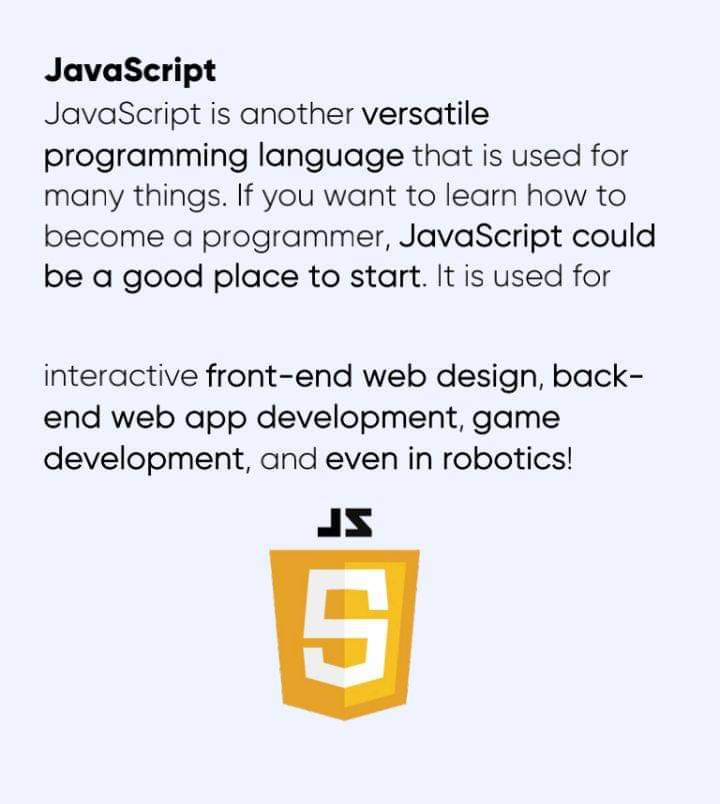 JavaScript
JavaScript is another versatile
programming language that is used for
many things. If you want to learn how to
become a programmer, JavaScript could
be a good place to start. It is used for
interactive front-end web design, back-
end web app development, game
development, and even in robotics!
JS
S